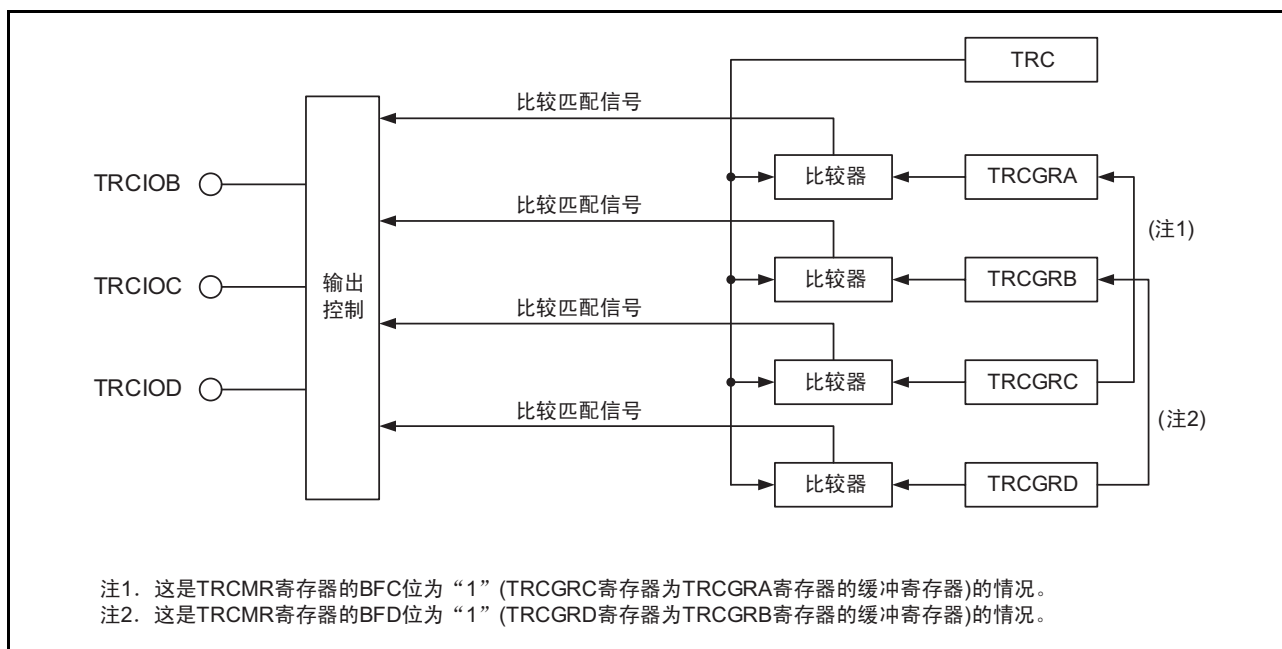 TRC
比较匹配信号
TRCIOB
比较器
TRCGRA
比较匹配信号
(注1)
TRCIOC
输出
控制
比较器
TRCGRB
比较匹配信号
TRCIOD
比较器
TRCGRC
比较匹配信号
(注2)
比较器
TRCGRD
注1．这是TRCMR寄存器的BFC位为“1”(TRCGRC寄存器为TRCGRA寄存器的缓冲寄存器)的情况。
注2．这是TRCMR寄存器的BFD位为“1”(TRCGRD寄存器为TRCGRB寄存器的缓冲寄存器)的情况。